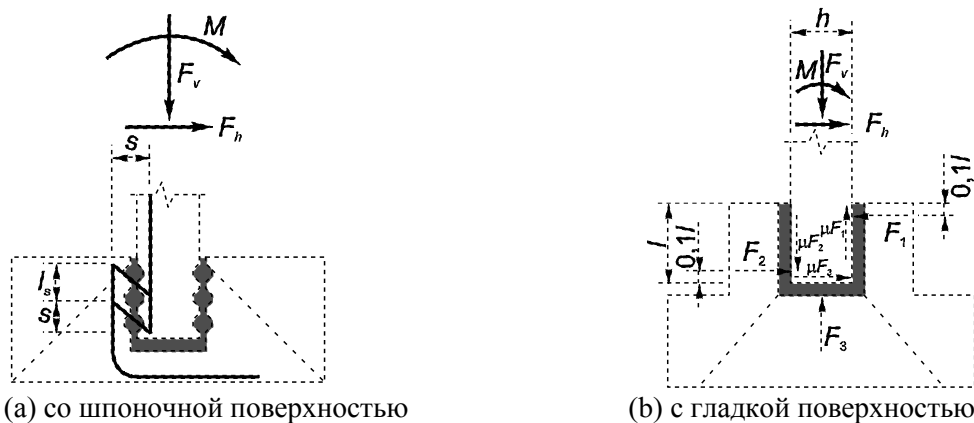 M
F_v
F_h
s
l_s
s
(a) со шпоночной поверхностью
h
M F_v
F_h
0,1l
l
0,1l
μF_1
μF_2
F_1
F_2
μF_3
F_3
(b) с гладкой поверхностью